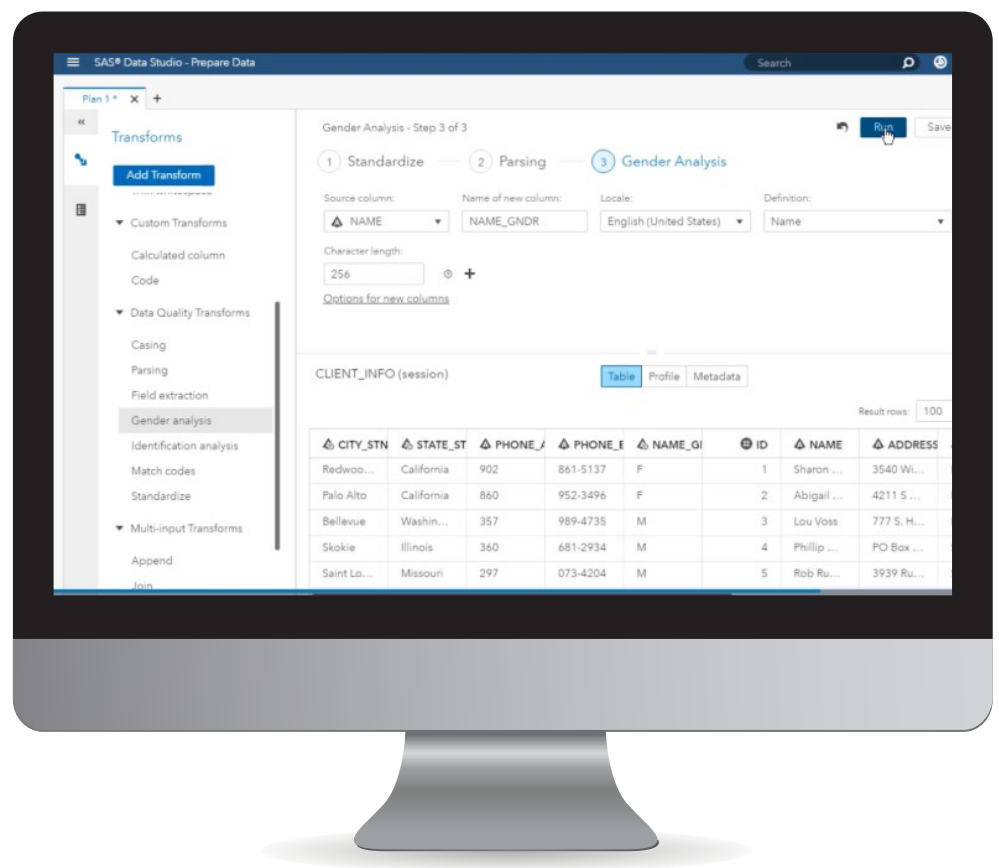 SAS® Data Studio - Prepare Data
Search
Plan 1*
Transforms
Add Transform
Custom Transforms
Calculated column
Code
Data Quality Transforms
Casing
Parsing
Field extraction
Gender analysis
Identification analysis
Match codes
Standardize
Multi-input Transforms
Append
Join
Gender Analysis - Step 3 of 3
Run
Save
1 Standardize 2 Parsing 3 Gender Analysis
Source column: Name of new column: Locale: Definition:
NAME NAME_GNDR English (United States) Name
Character length:
256
Options for new columns
CLIENT_INFO (session)
Table Profile Metadata
Result rows: 100
CITY_STN STATE_ST PHONE_A PHONE_E NAME_GI ID NAME ADDRESS
Redwoo... California 902 861-5137 F 1 Sharon ... 3540 Wi...
Palo Alto California 860 952-3496 F 2 Abigail ... 4211 S ...
Bellevue Washin... 357 989-4735 M 3 Lou Voss 777 S. H...
Skokie Illinois 360 681-2934 M 4 Phillip ... PO Box ...
Saint Lo... Missouri 297 073-4204 M 5 Rob Ru... 3939 Ru...